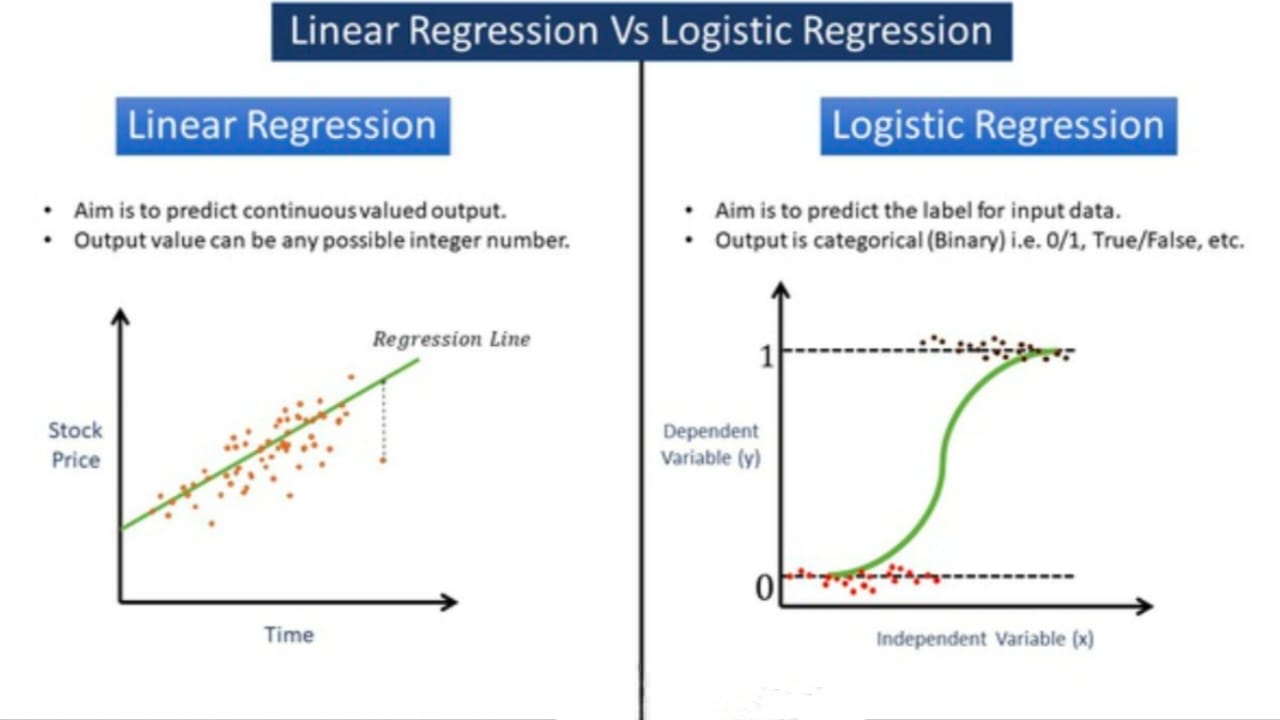 Linear Regression Vs Logistic Regression
Linear Regression
• Aim is to predict continuous valued output.
• Output value can be any possible integer number.
Regression Line
Stock
Price
Time
Logistic Regression
• Aim is to predict the label for input data.
• Output is categorical (Binary) i.e. 0/1, True/False, etc.
1
Dependent
Variable (y)
0
Independent Variable (x)